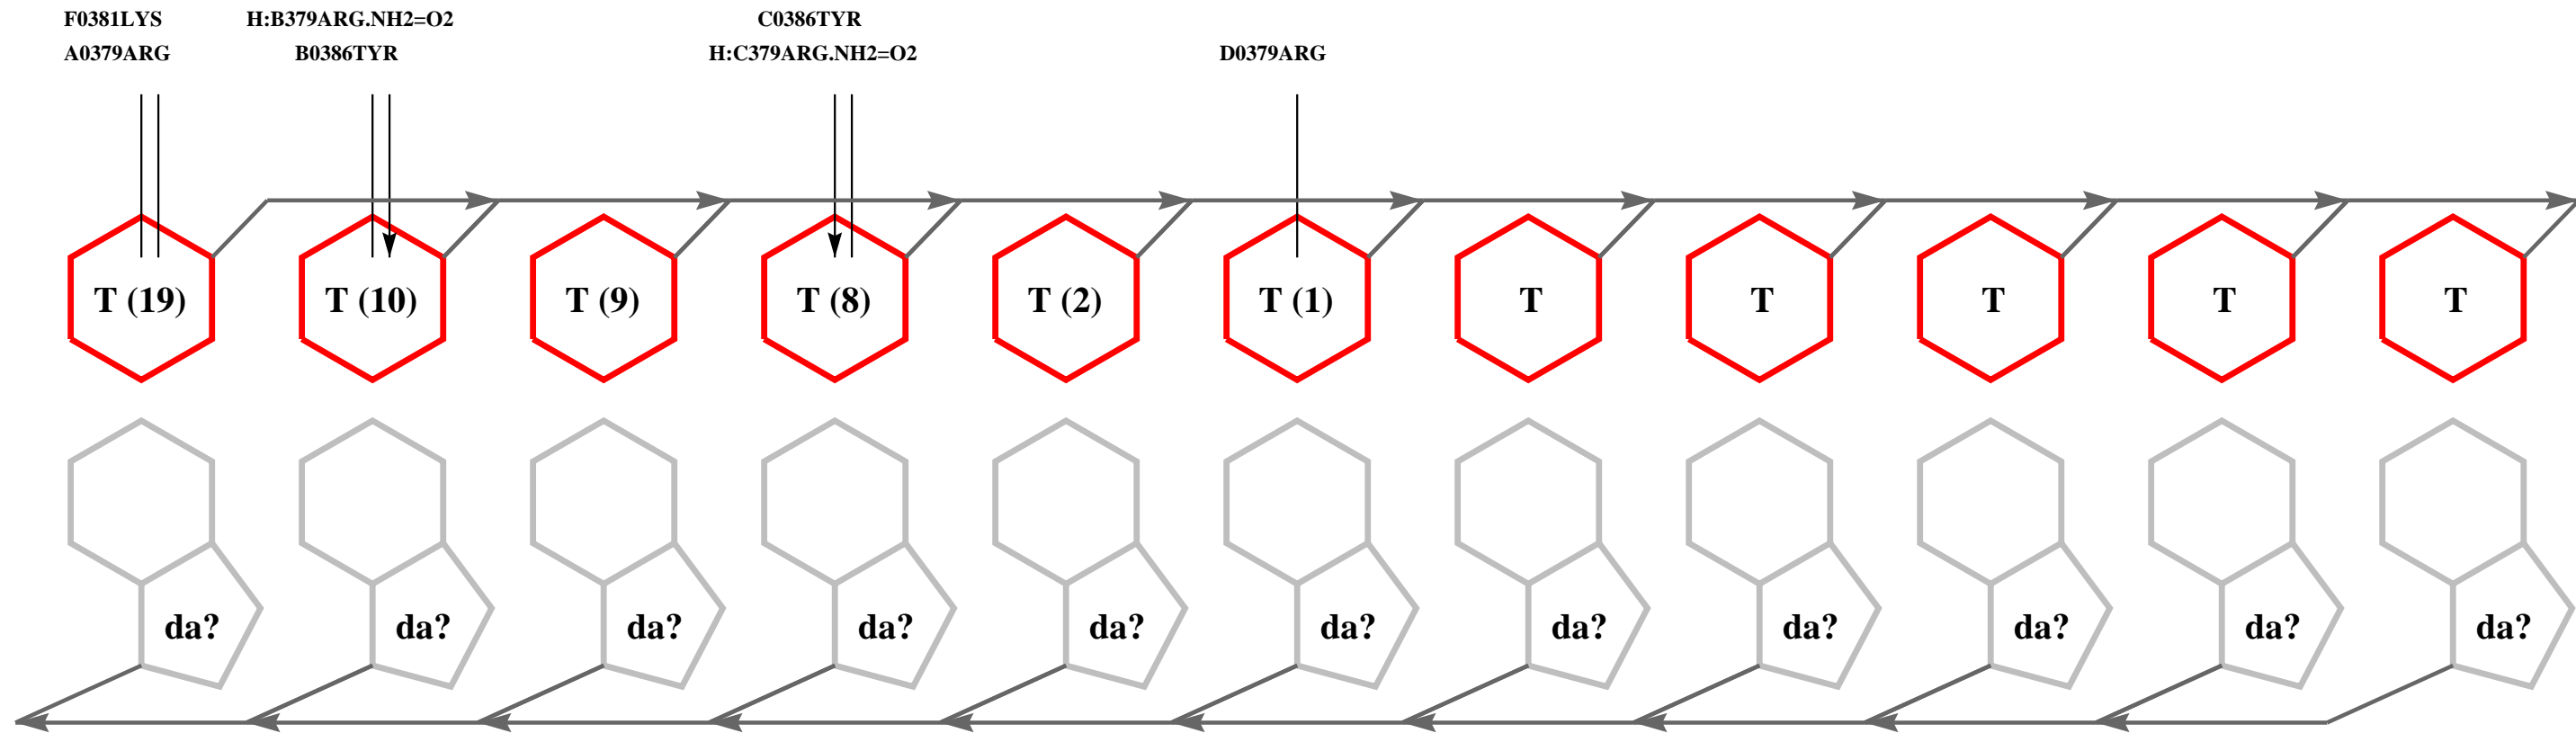 F0381LYS H:B379ARG.NH2=O2 C0386TYR
A0379ARG B0386TYR H:C379ARG.NH2=O2 D0379ARG
T (19) T (10) T (9) T (8) T (2) T (1) T T T T T
da? da? da? da? da? da? da? da? da? da? da?